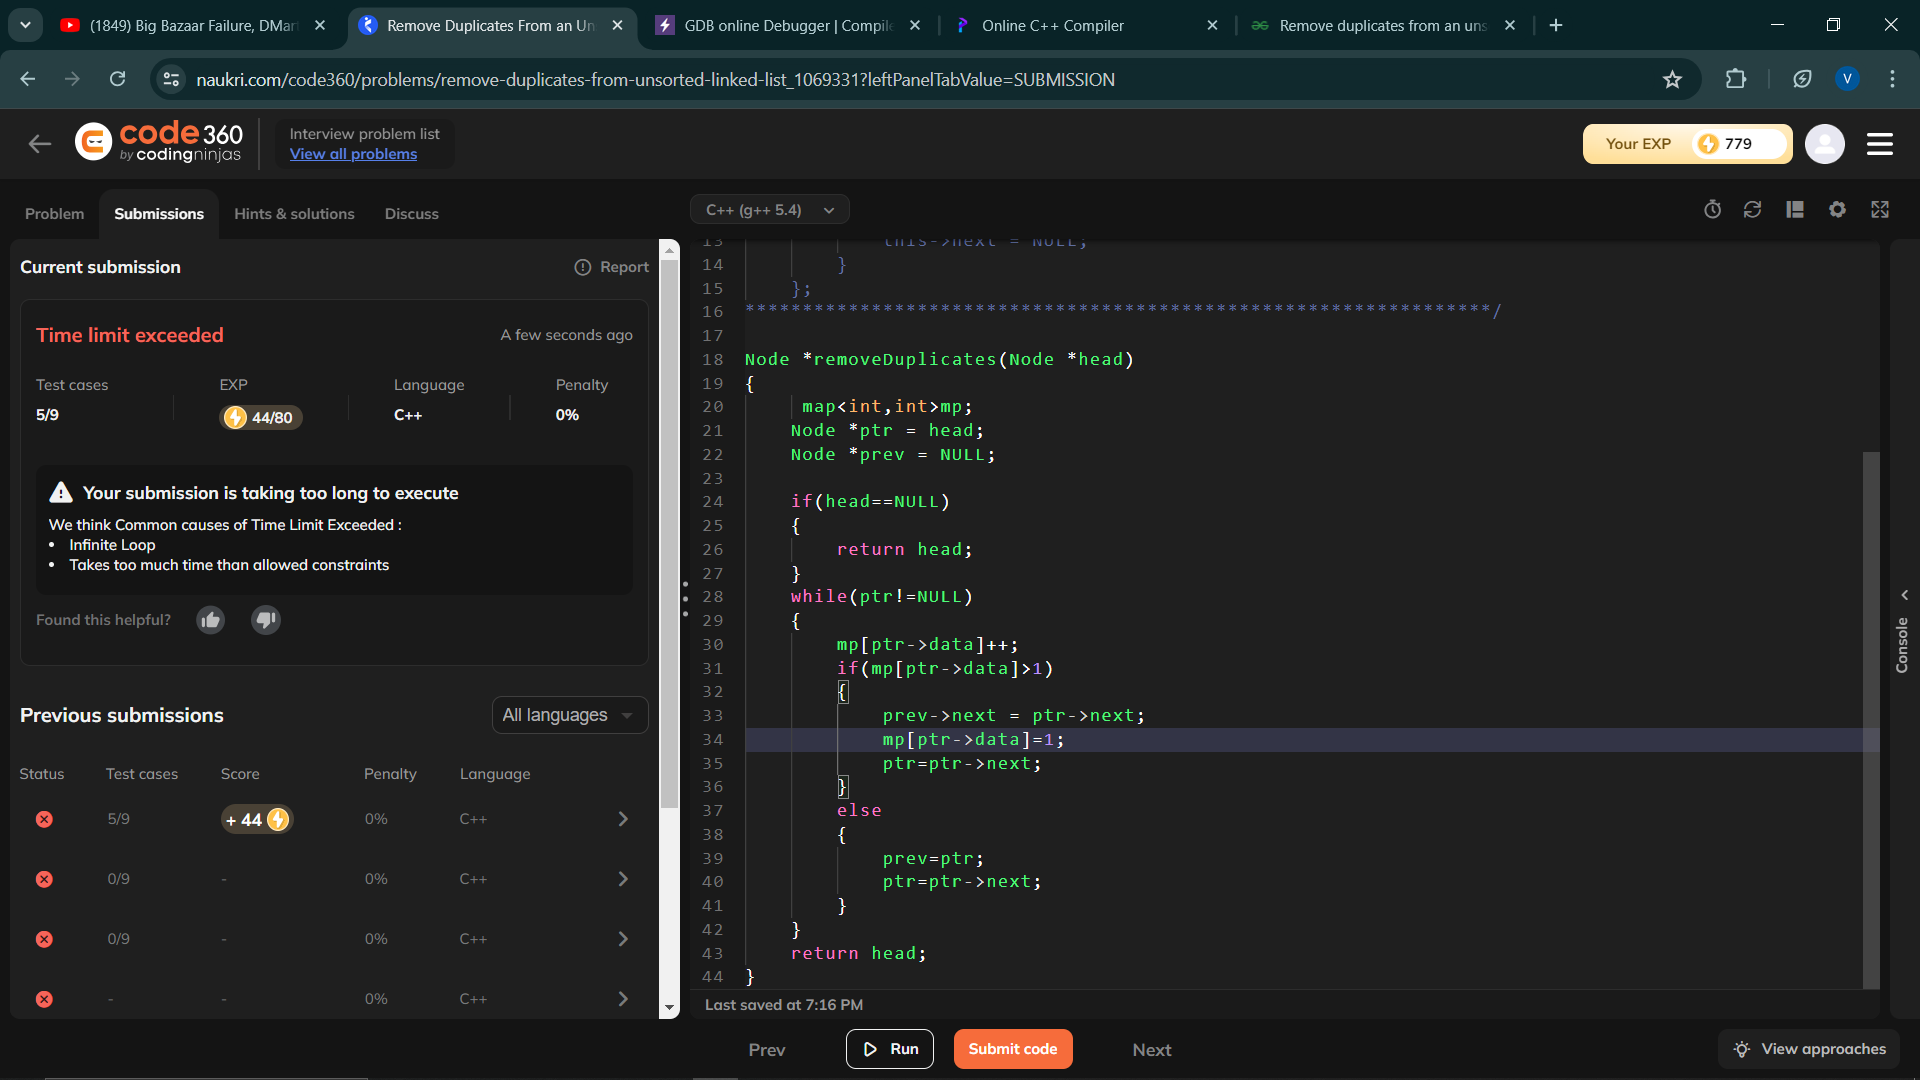 (1849) Big Bazaar Failure, DMar
Remove Duplicates From an Un
GDB online Debugger | Compile
Online C++ Compiler
Remove duplicates from an uns
naukri.com/code360/problems/remove-duplicates-from-unsorted-linked-list_1069331?leftPanelTabValue=SUBMISSION
V
code 360
by codingninjas
Interview problem list
View all problems
Your EXP 779
Problem
Submissions
Hints & solutions
Discuss
C++ (g++ 5.4)
Current submission
Report
Time limit exceeded
A few seconds ago
Test cases EXP Language Penalty
5/9 44/80 C++ 0%
Your submission is taking too long to execute
We think Common causes of Time Limit Exceeded :
• Infinite Loop
• Takes too much time than allowed constraints
Found this helpful?
Previous submissions
All languages
Status Test cases Score Penalty Language
5/9 + 44 0% C++
0/9 - 0% C++
0/9 - 0% C++
- - 0% C++
13 this->next = NULL;
14 }
15 };
16 *****************************************************************/
17
18 Node *removeDuplicates(Node *head)
19 {
20 map<int,int>mp;
21 Node *ptr = head;
22 Node *prev = NULL;
23
24 if(head==NULL)
25 {
26 return head;
27 }
28 while(ptr!=NULL)
29 {
30 mp[ptr->data]++;
31 if(mp[ptr->data]>1)
32 {
33 prev->next = ptr->next;
34 mp[ptr->data]=1;
35 ptr=ptr->next;
36 }
37 else
38 {
39 prev=ptr;
40 ptr=ptr->next;
41 }
42 }
43 return head;
44 }
Last saved at 7:16 PM
Console
Prev
Run
Submit code
Next
View approaches